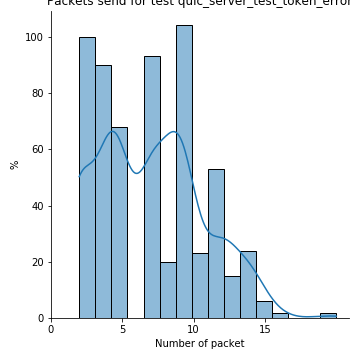 Packets send for test quic_server_test_token_error
100
80
60
40
20
0
%
0 5 10 15
Number of packet